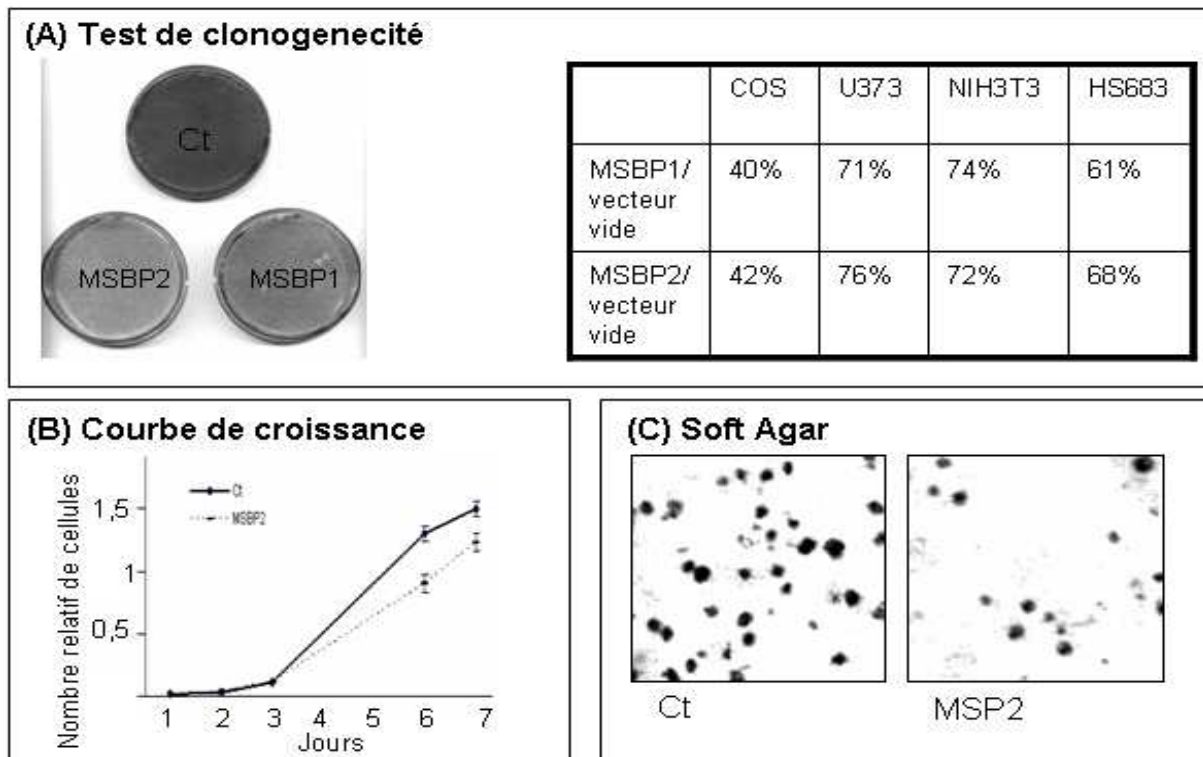 (A) Test de clonogenecité
Ct
MSBP2
MSBP1
COS U373 NIH3T3 HS683
MSBP1/
vecteur
vide
40% 71% 74% 61%
MSBP2/
vecteur
vide
42% 76% 72% 68%
(B) Courbe de croissance
Nombre relatif de cellules
Ct
MSBP2
1,5
1
0,5
1 2 3 4 5 6 7
Jours
(C) Soft Agar
Ct
MSP2